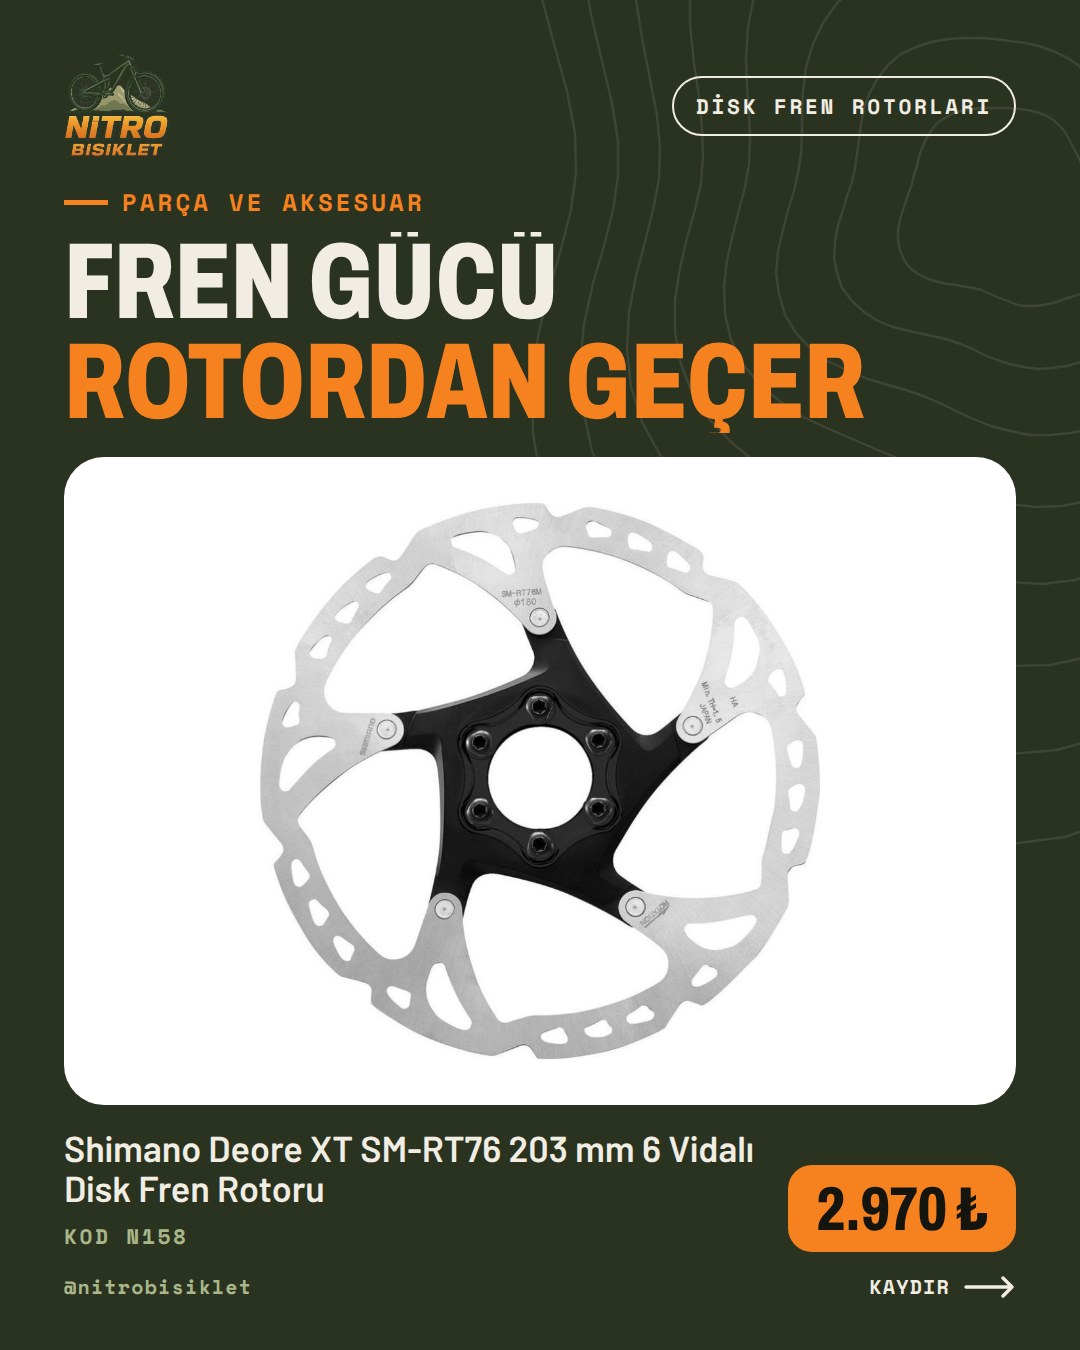 NiTRO
BISIKLET
DİSK FREN ROTORLARI
PARÇA VE AKSESUAR
FREN GÜCÜ
ROTORDAN GEÇER
SM-RT76M
ø180
SHIMANO
Min. TH=1.5
JAPAN
HA
ROTATION
Shimano Deore XT SM-RT76 203 mm 6 Vidalı
Disk Fren Rotoru
KOD N158
2.970 ₺
@nitrobisiklet
KAYDIR